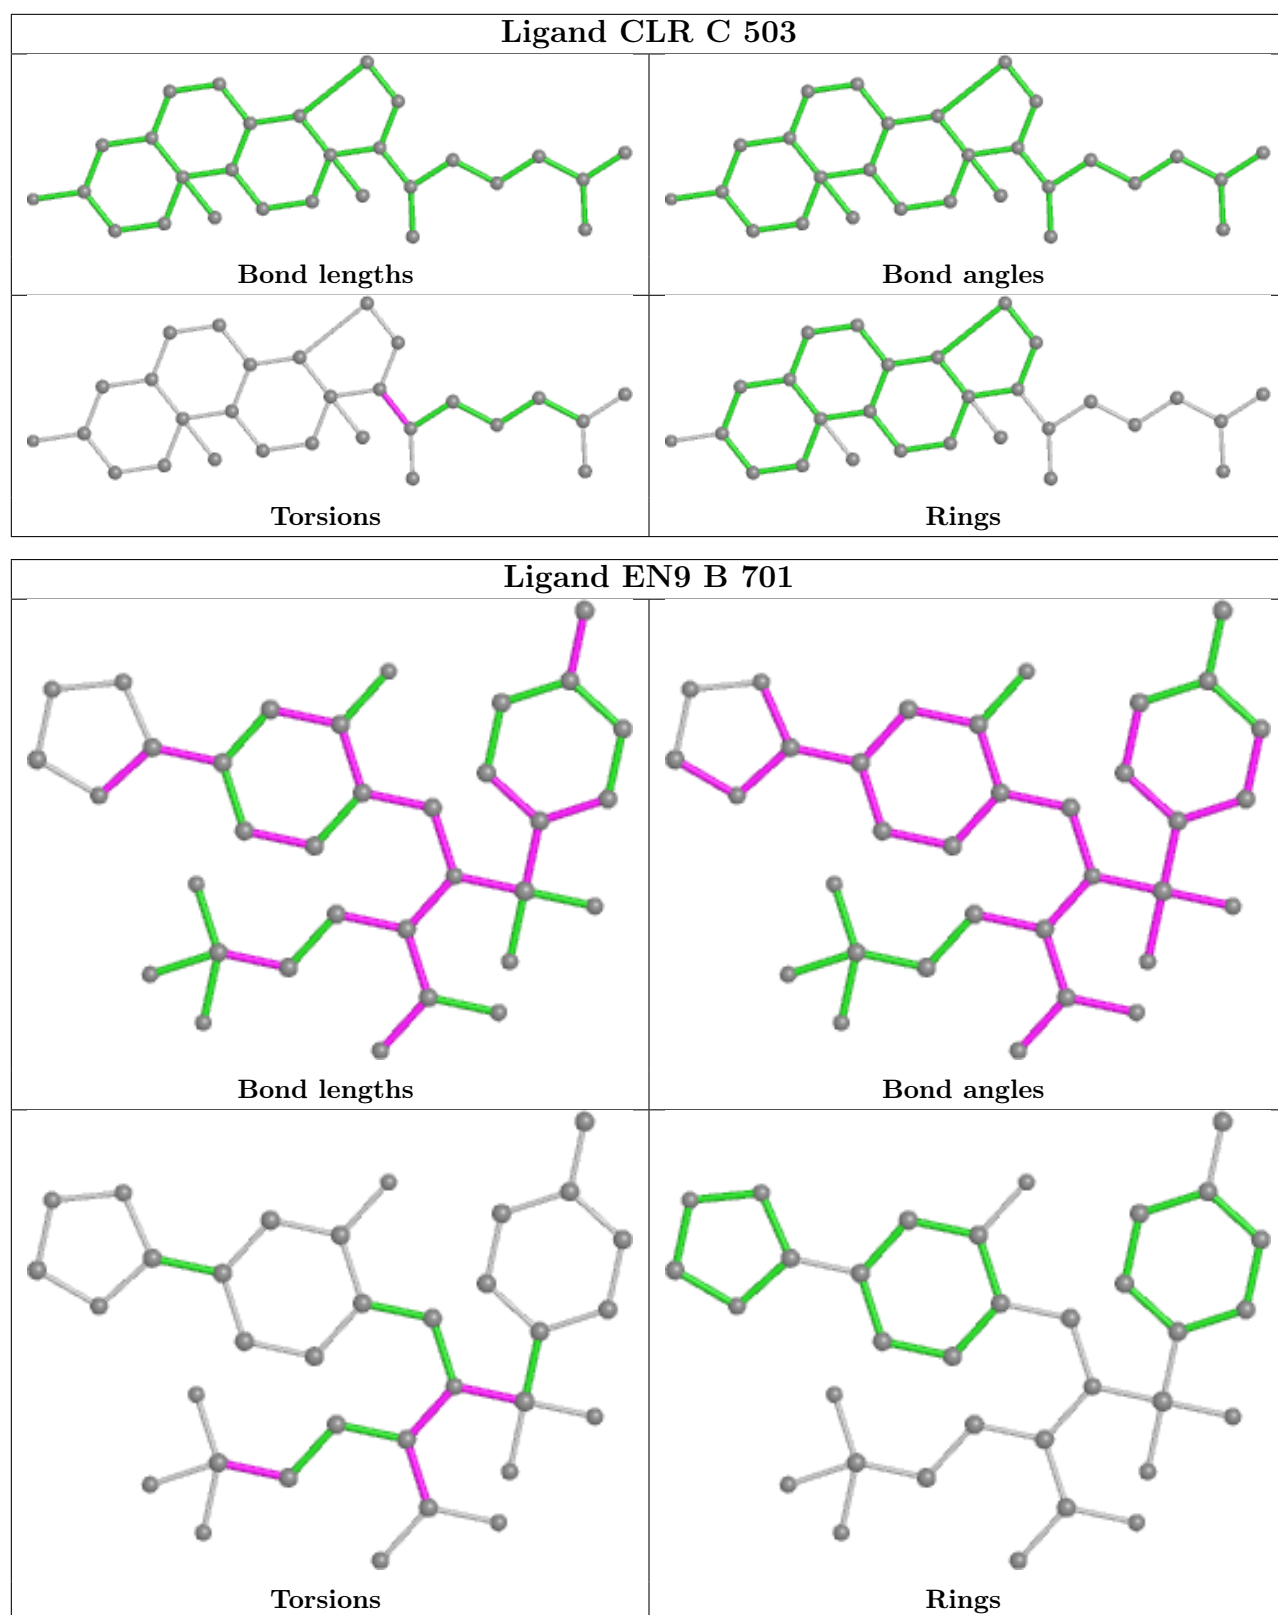 Ligand CLR C 503
Bond lengths
Bond angles
Torsions
Rings
Ligand EN9 B 701
Bond lengths
Bond angles
Torsions
Rings